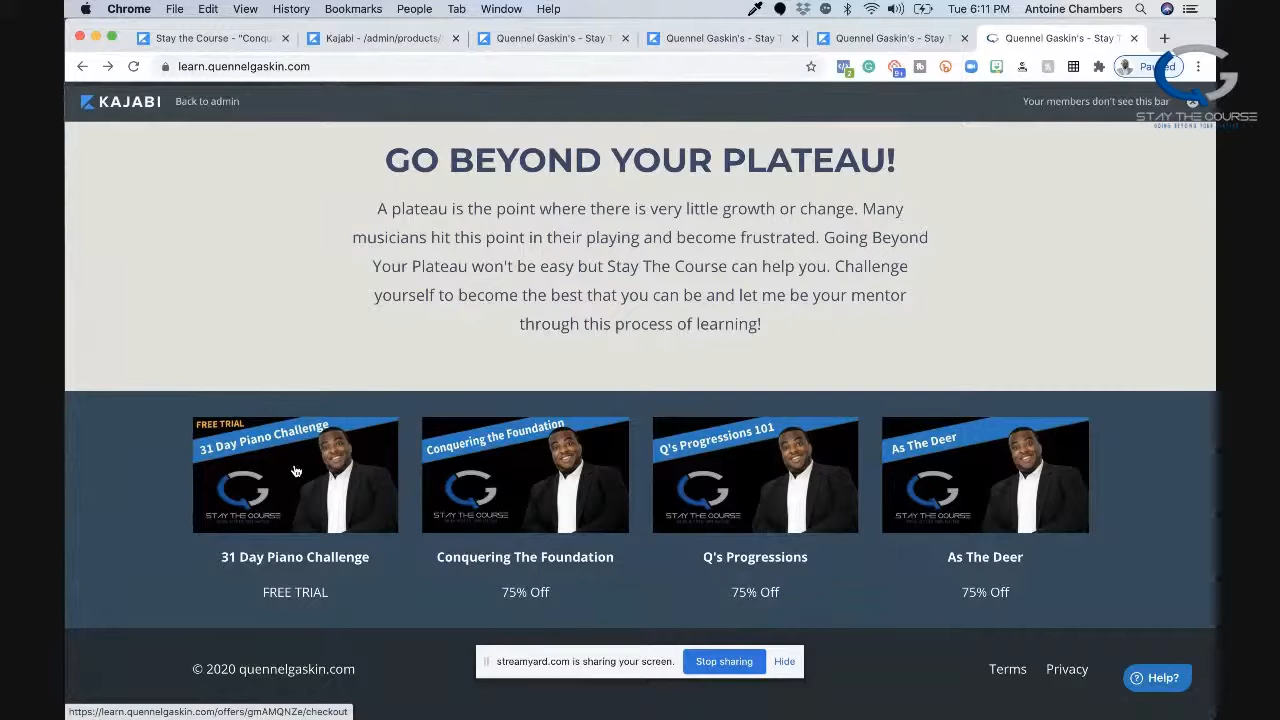 Chrome File Edit View History Bookmarks People Tab Window Help Tue 6:11 PM Antoine Chambers
Stay the Course - "Conqu Kajabi - /admin/products/ Quennel Gaskin's - Stay T Quennel Gaskin's - Stay T Quennel Gaskin's - Stay T Quennel Gaskin's - Stay T
learn.quennelgaskin.com 2 9+ Paused
KAJABI Back to admin Your members don't see this bar
STAY THE COURSE
GOING BEYOND YOUR PLATEAU
GO BEYOND YOUR PLATEAU!
A plateau is the point where there is very little growth or change. Many
musicians hit this point in their playing and become frustrated. Going Beyond
Your Plateau won't be easy but Stay The Course can help you. Challenge
yourself to become the best that you can be and let me be your mentor
through this process of learning!
FREE TRIAL
31 Day Piano Challenge
STAY THE COURSE
Conquering the Foundation
STAY THE COURSE
Q's Progressions 101
STAY THE COURSE
As The Deer
STAY THE COURSE
31 Day Piano Challenge Conquering The Foundation Q's Progressions As The Deer
FREE TRIAL 75% Off 75% Off 75% Off
© 2020 quennelgaskin.com
streamyard.com is sharing your screen. Stop sharing Hide
Terms Privacy
? Help?
https://learn.quennelgaskin.com/offers/gmAMQNZe/checkout